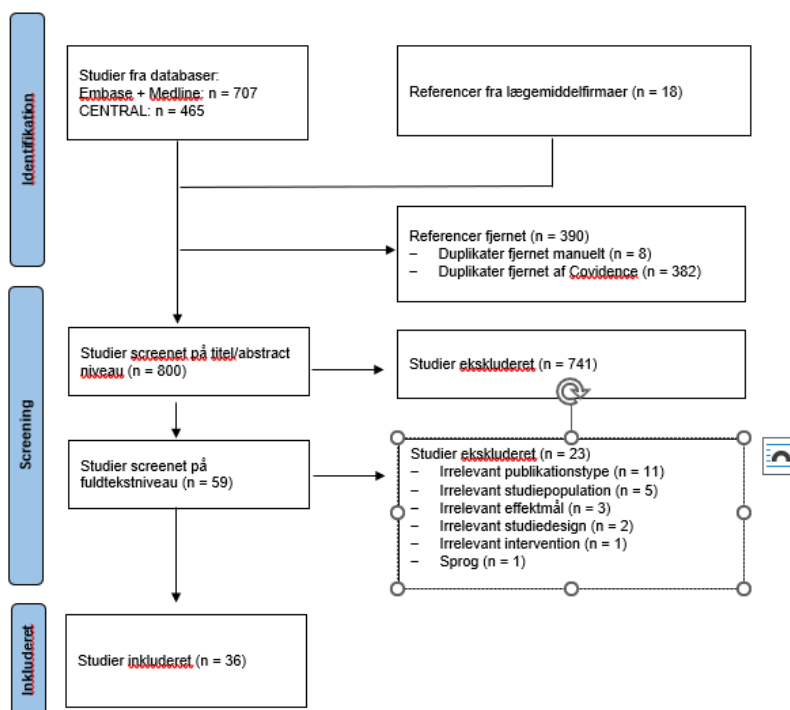 Identifikation
Studier fra databaser:
Embase + Medline: n = 707
CENTRAL: n = 465
Referencer fra lægemiddelfirmaer (n = 18)
Referencer fjernet (n = 390)
– Duplikater fjernet manuelt (n = 8)
– Duplikater fjernet af Covidence (n = 382)
Screening
Studier screenet på titel/abstract
niveau (n = 800)
Studier ekskluderet (n = 741)
Studier screenet på
fuldtekstniveau (n = 59)
Studier ekskluderet (n = 23)
– Irrelevant publikationstype (n = 11)
– Irrelevant studiepopulation (n = 5)
– Irrelevant effektmål (n = 3)
– Irrelevant studiedesign (n = 2)
– Irrelevant intervention (n = 1)
– Sprog (n = 1)
Inkluderet
Studier inkluderet (n = 36)